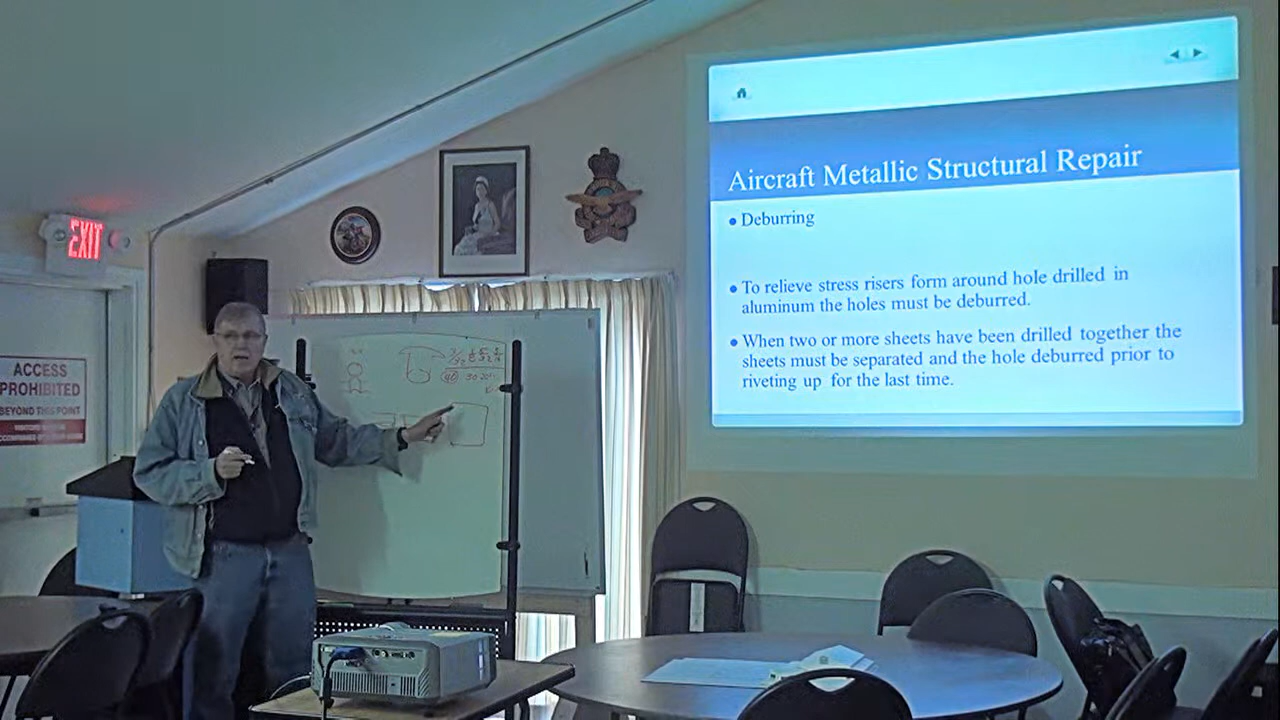 EXIT
ACCESS
PROHIBITED
BEYOND THIS POINT
Aircraft Metallic Structural Repair
• Deburring
• To relieve stress risers form around hole drilled in
aluminum the holes must be deburred.
• When two or more sheets have been drilled together the
sheets must be separated and the hole deburred prior to
riveting up for the last time.